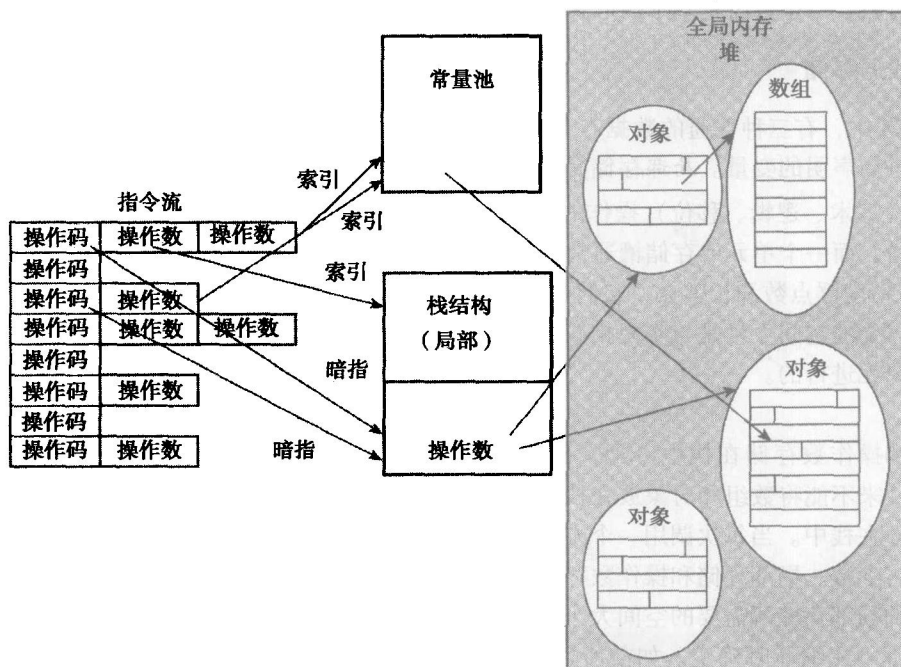 全局内存
堆
常量池
数组
对象
索引
指令流
索引
操作码 操作数 操作数
操作码
索引
操作码 操作数
栈结构
(局部)
操作码 操作数 操作数
操作码
暗指
对象
操作码 操作数
操作码
操作码 操作数
暗指
操作数
对象